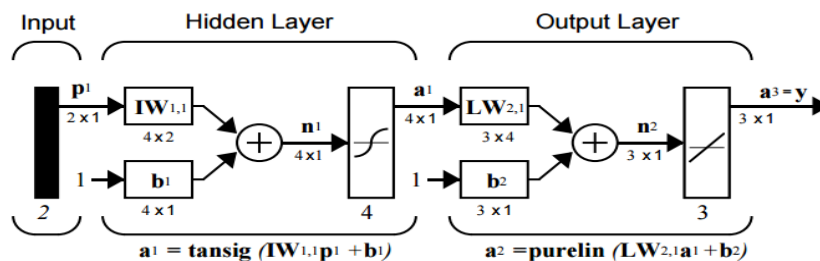 Input Hidden Layer Output Layer
p1 a1 a3 = y
IW1,1 LW2,1
2 x 1 n1 4 x 1 n2 3 x 1
4 x 2 3 x 4
4 x 1 3 x 1
1 b1 1 b2
2 4 x 1 4 3 x 1 3
a1 = tansig (IW1,1p1 + b1) a2 =purelin (LW2,1a1 + b2)